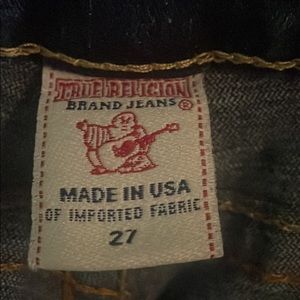 TRUE RELIGION
BRAND JEANS®
MADE IN USA
OF IMPORTED FABRIC
27